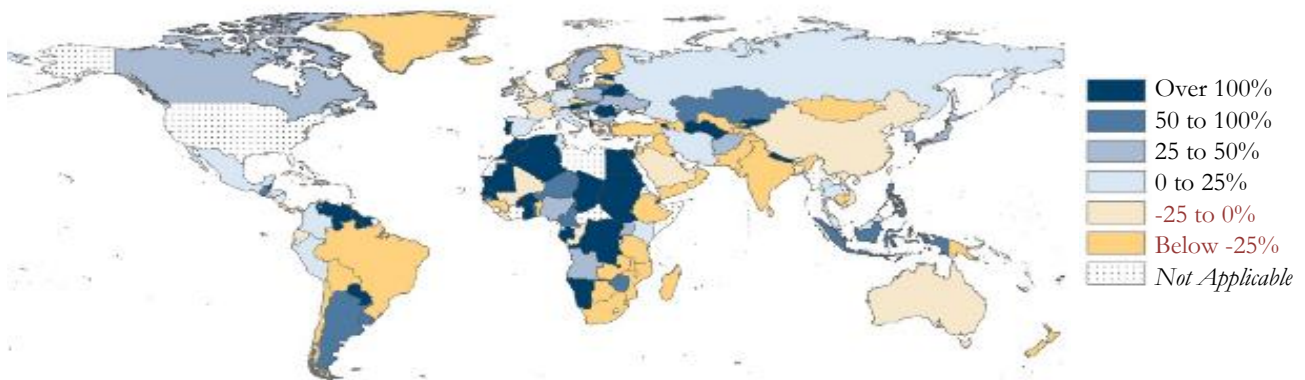 Over 100%
50 to 100%
25 to 50%
0 to 25%
-25 to 0%
Below -25%
Not Applicable